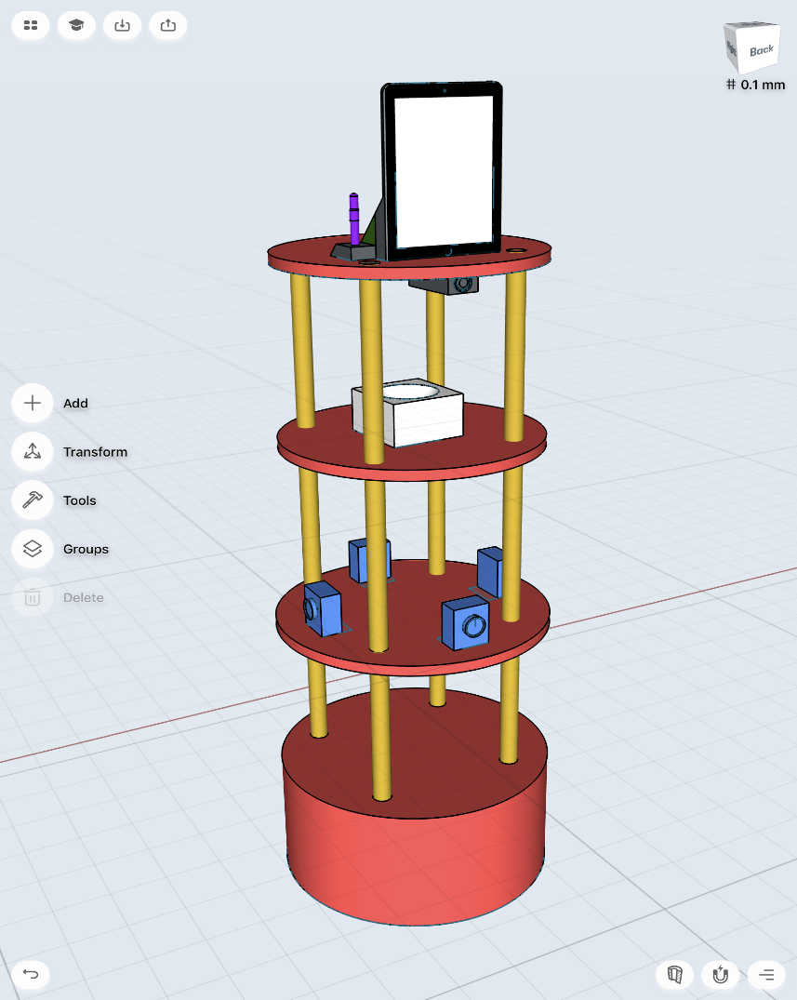 Back
# 0.1 mm
Add
Transform
Tools
Groups
Delete